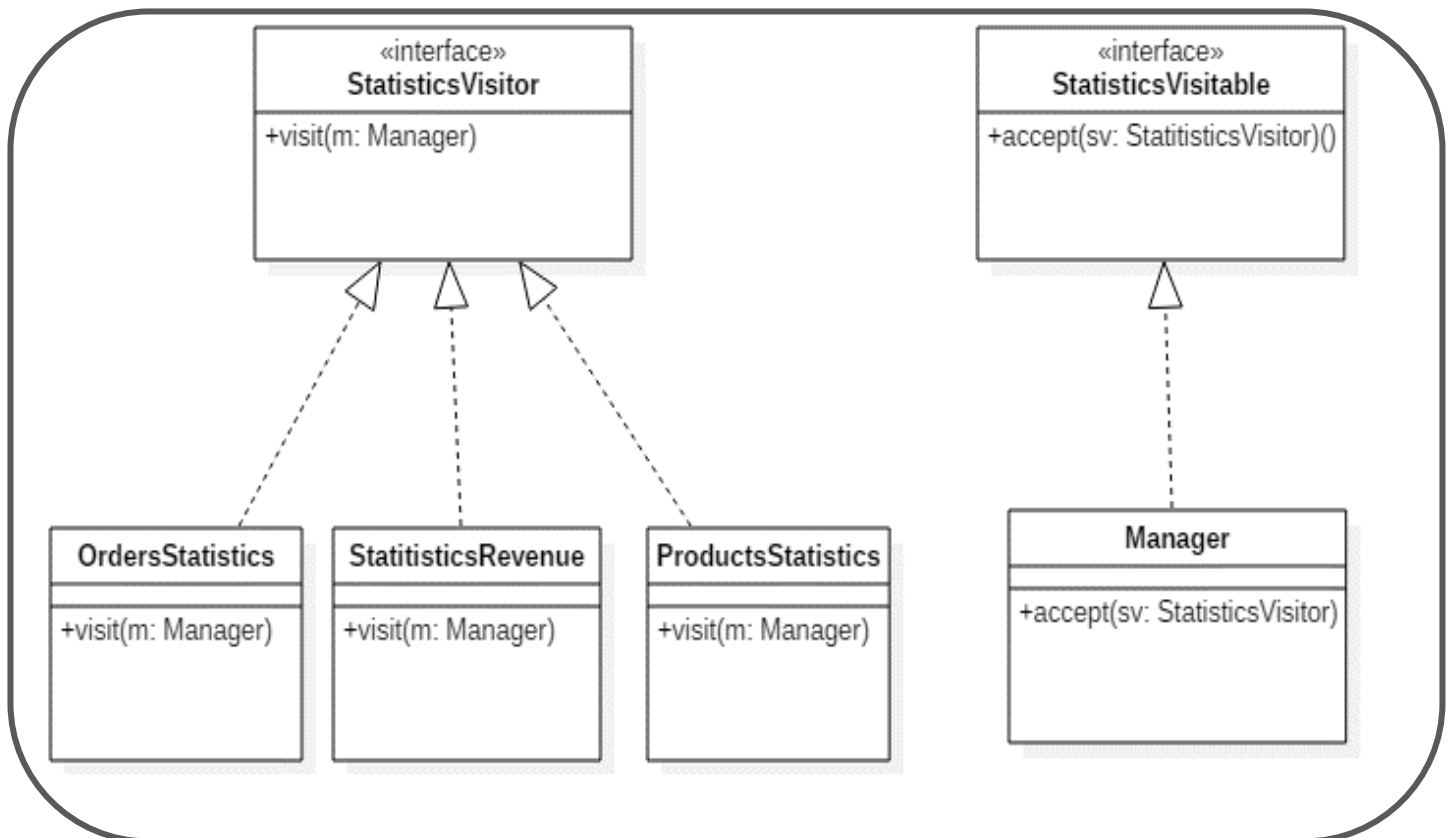 «interface»
StatisticsVisitor
+visit(m: Manager)
«interface»
StatisticsVisitable
+accept(sv: StatitisticsVisitor)()
OrdersStatistics
+visit(m: Manager)
StatitisticsRevenue
+visit(m: Manager)
ProductsStatistics
+visit(m: Manager)
Manager
+accept(sv: StatisticsVisitor)